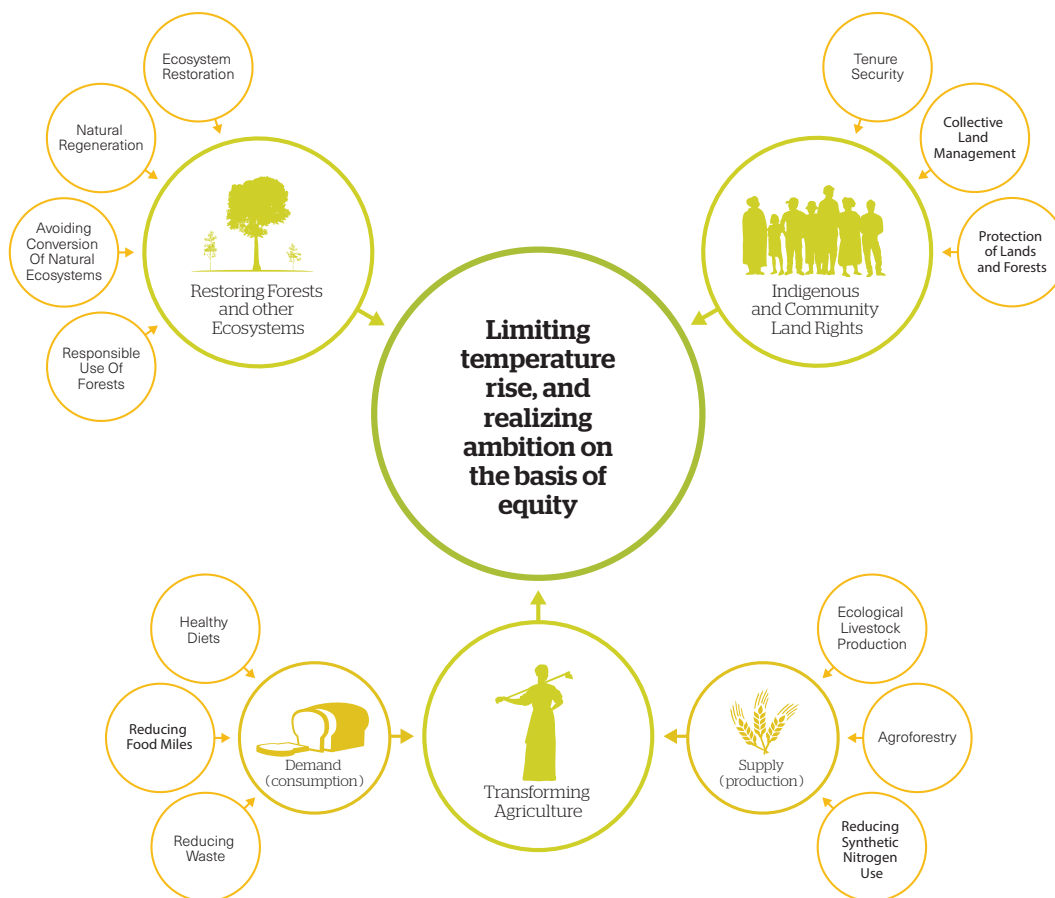 Ecosystem
Restoration
Natural
Regeneration
Avoiding
Conversion
Of Natural
Ecosystems
Responsible
Use Of
Forests
Restoring Forests
and other
Ecosystems
Tenure
Security
Collective
Land
Management
Protection
of Lands
and Forests
Indigenous
and Community
Land Rights
Limiting
temperature
rise, and
realizing
ambition on
the basis of
equity
Healthy
Diets
Reducing
Food Miles
Reducing
Waste
Demand
(consumption)
Transforming
Agriculture
Supply
(production)
Ecological
Livestock
Production
Agroforestry
Reducing
Synthetic
Nitrogen
Use